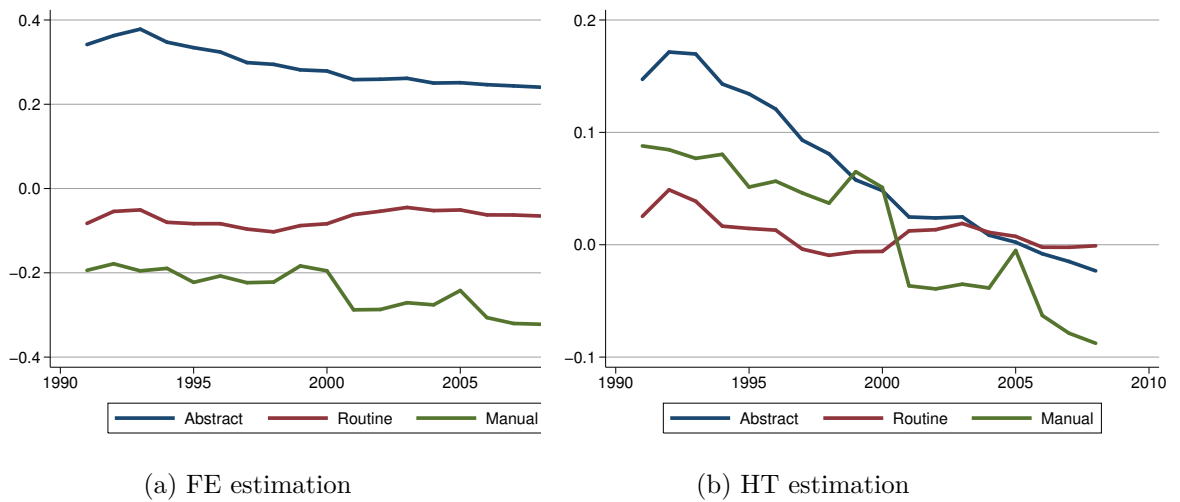 0.4
0.2
0.0
−0.2
−0.4
1990 1995 2000 2005
Abstract Routine Manual
(a) FE estimation
0.2
0.1
0.0
−0.1
1990 1995 2000 2005 2010
Abstract Routine Manual
(b) HT estimation